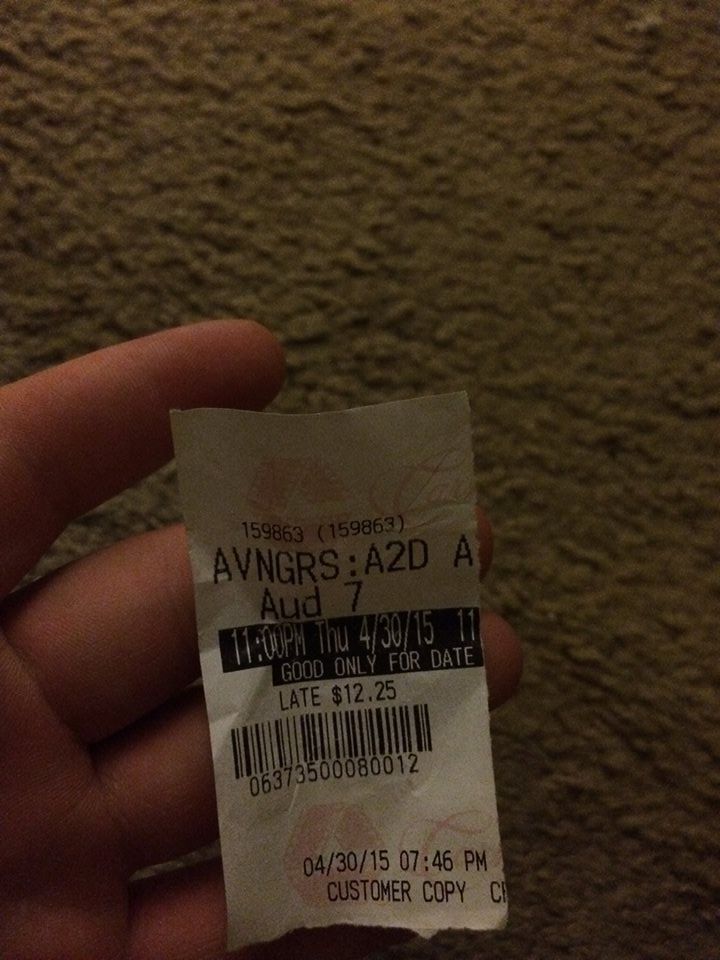 159863 (159863)
AVNGRS:A2D A
Aud 7
11:00PM Thu 4/30/15 11
GOOD ONLY FOR DATE
LATE $12.25
06373500080012
04/30/15 07:46 PM
CUSTOMER COPY